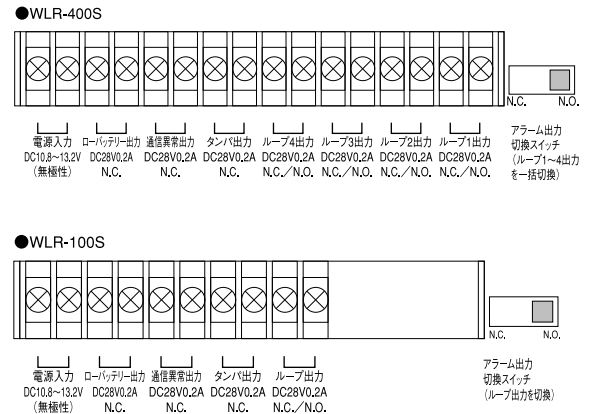 ●WLR-400S
N.C. N.O.
電源入力 ローバッテリー出力 通信異常出力 タンパ出力 ループ4出力 ループ3出力 ループ2出力 ループ1出力
DC10.8～13.2V DC28V0.2A DC28V0.2A DC28V0.2A DC28V0.2A DC28V0.2A DC28V0.2A DC28V0.2A
(無極性) N.C. N.C. N.C. N.C.／N.O. N.C.／N.O. N.C.／N.O. N.C.／N.O.
アラーム出力
切換スイッチ
(ループ1～4出力
を一括切換)
●WLR-100S
N.C. N.O.
電源入力 ローバッテリー出力 通信異常出力 タンパ出力 ループ出力
DC10.8～13.2V DC28V0.2A DC28V0.2A DC28V0.2A DC28V0.2A
(無極性) N.C. N.C. N.C. N.C.／N.O.
アラーム出力
切換スイッチ
(ループ出力を切換)